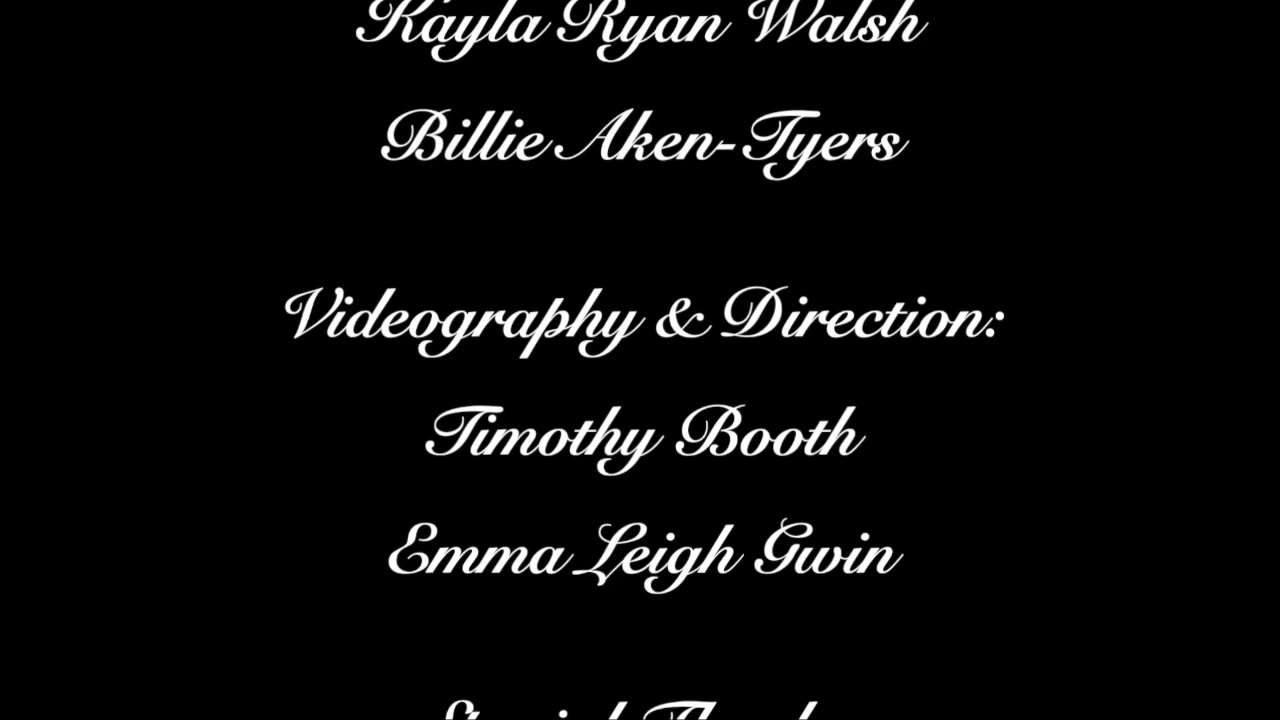 Kayla Ryan Walsh
Billie Aken-Tyers
Videography & Direction:
Timothy Booth
Emma Leigh Gwin